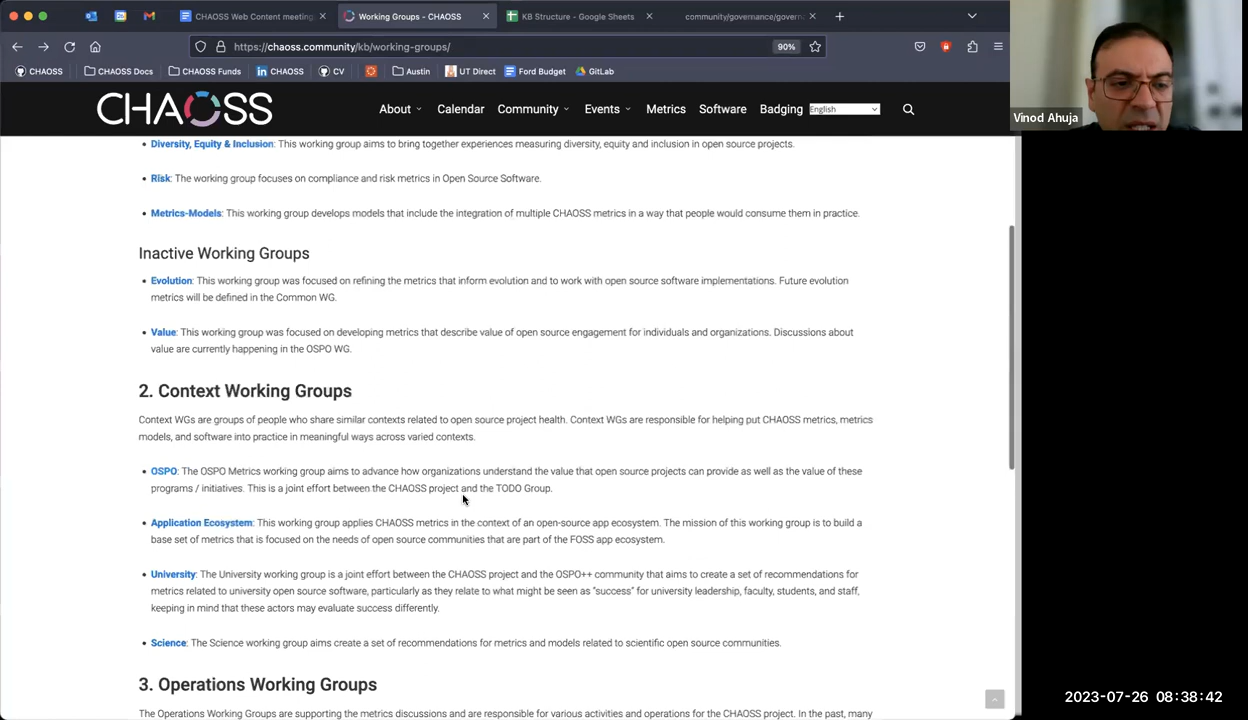 CHAOSS Web Content meeting
Working Groups - CHAOSS
KB Structure - Google Sheets
community/governance/govern
https://chaoss.community/kb/working-groups/
90%
CHAOSS
CHAOSS Docs
CHAOSS Funds
CHAOSS
CV
Austin
UT Direct
Ford Budget
GitLab
CHAOSS
About
Calendar
Community
Events
Metrics
Software
Badging
English
Vinod Ahuja
• Diversity, Equity & Inclusion: This working group aims to bring together experiences measuring diversity, equity and inclusion in open source projects.
• Risk: The working group focuses on compliance and risk metrics in Open Source Software.
• Metrics-Models: This working group develops models that include the integration of multiple CHAOSS metrics in a way that people would consume them in practice.
Inactive Working Groups
• Evolution: This working group was focused on refining the metrics that inform evolution and to work with open source software implementations. Future evolution
metrics will be defined in the Common WG.
• Value: This working group was focused on developing metrics that describe value of open source engagement for individuals and organizations. Discussions about
value are currently happening in the OSPO WG.
2. Context Working Groups
Context WGs are groups of people who share similar contexts related to open source project health. Context WGs are responsible for helping put CHAOSS metrics, metrics
models, and software into practice in meaningful ways across varied contexts.
• OSPO: The OSPO Metrics working group aims to advance how organizations understand the value that open source projects can provide as well as the value of these
programs / initiatives. This is a joint effort between the CHAOSS project and the TODO Group.
• Application Ecosystem: This working group applies CHAOSS metrics in the context of an open-source app ecosystem. The mission of this working group is to build a
base set of metrics that is focused on the needs of open source communities that are part of the FOSS app ecosystem.
• University: The University working group is a joint effort between the CHAOSS project and the OSPO++ community that aims to create a set of recommendations for
metrics related to university open source software, particularly as they relate to what might be seen as “success” for university leadership, faculty, students, and staff,
keeping in mind that these actors may evaluate success differently.
• Science: The Science working group aims create a set of recommendations for metrics and models related to scientific open source communities.
3. Operations Working Groups
The Operations Working Groups are supporting the metrics discussions and are responsible for various activities and operations for the CHAOSS project. In the past, many
2023-07-26 08:38:42